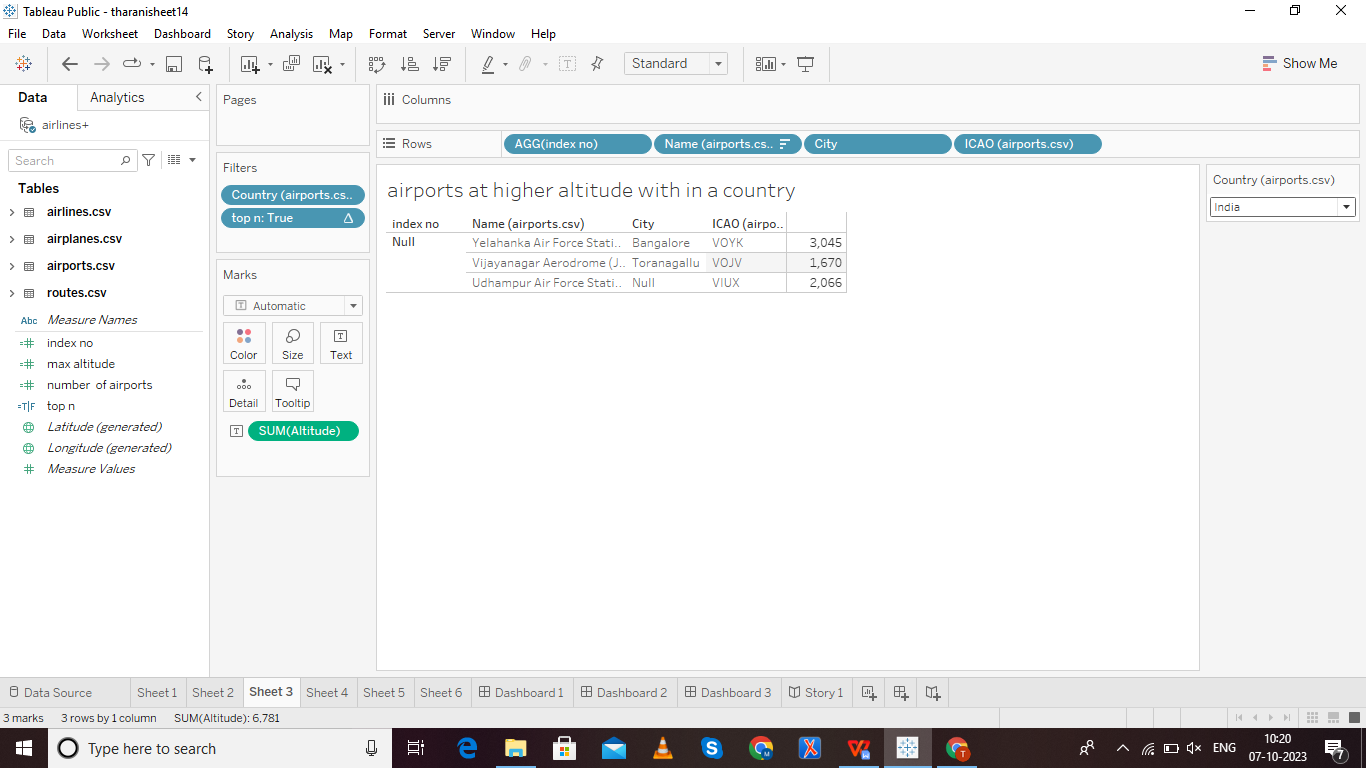 Tableau Public - tharanisheet14
File Data Worksheet Dashboard Story Analysis Map Format Server Window Help
Standard
Show Me
Data Analytics
airlines+
Search
Tables
airlines.csv
airplanes.csv
airports.csv
routes.csv
Abc Measure Names
index no
max altitude
number of airports
=T|F top n
Latitude (generated)
Longitude (generated)
Measure Values
Pages
Filters
Country (airports.cs..
top n: True
Marks
Automatic
Color Size Text
Detail Tooltip
SUM(Altitude)
Columns
Rows AGG(index no) Name (airports.cs.. City ICAO (airports.csv)
airports at higher altitude with in a country
index no Name (airports.csv) City ICAO (airpo..
Null Yelahanka Air Force Stati.. Bangalore VOYK 3,045
Vijayanagar Aerodrome (J.. Toranagallu VOJV 1,670
Udhampur Air Force Stati.. Null VIUX 2,066
Country (airports.csv)
India
Data Source Sheet 1 Sheet 2 Sheet 3 Sheet 4 Sheet 5 Sheet 6 Dashboard 1 Dashboard 2 Dashboard 3 Story 1
3 marks 3 rows by 1 column SUM(Altitude): 6,781
Type here to search
ENG
10:20
07-10-2023
7